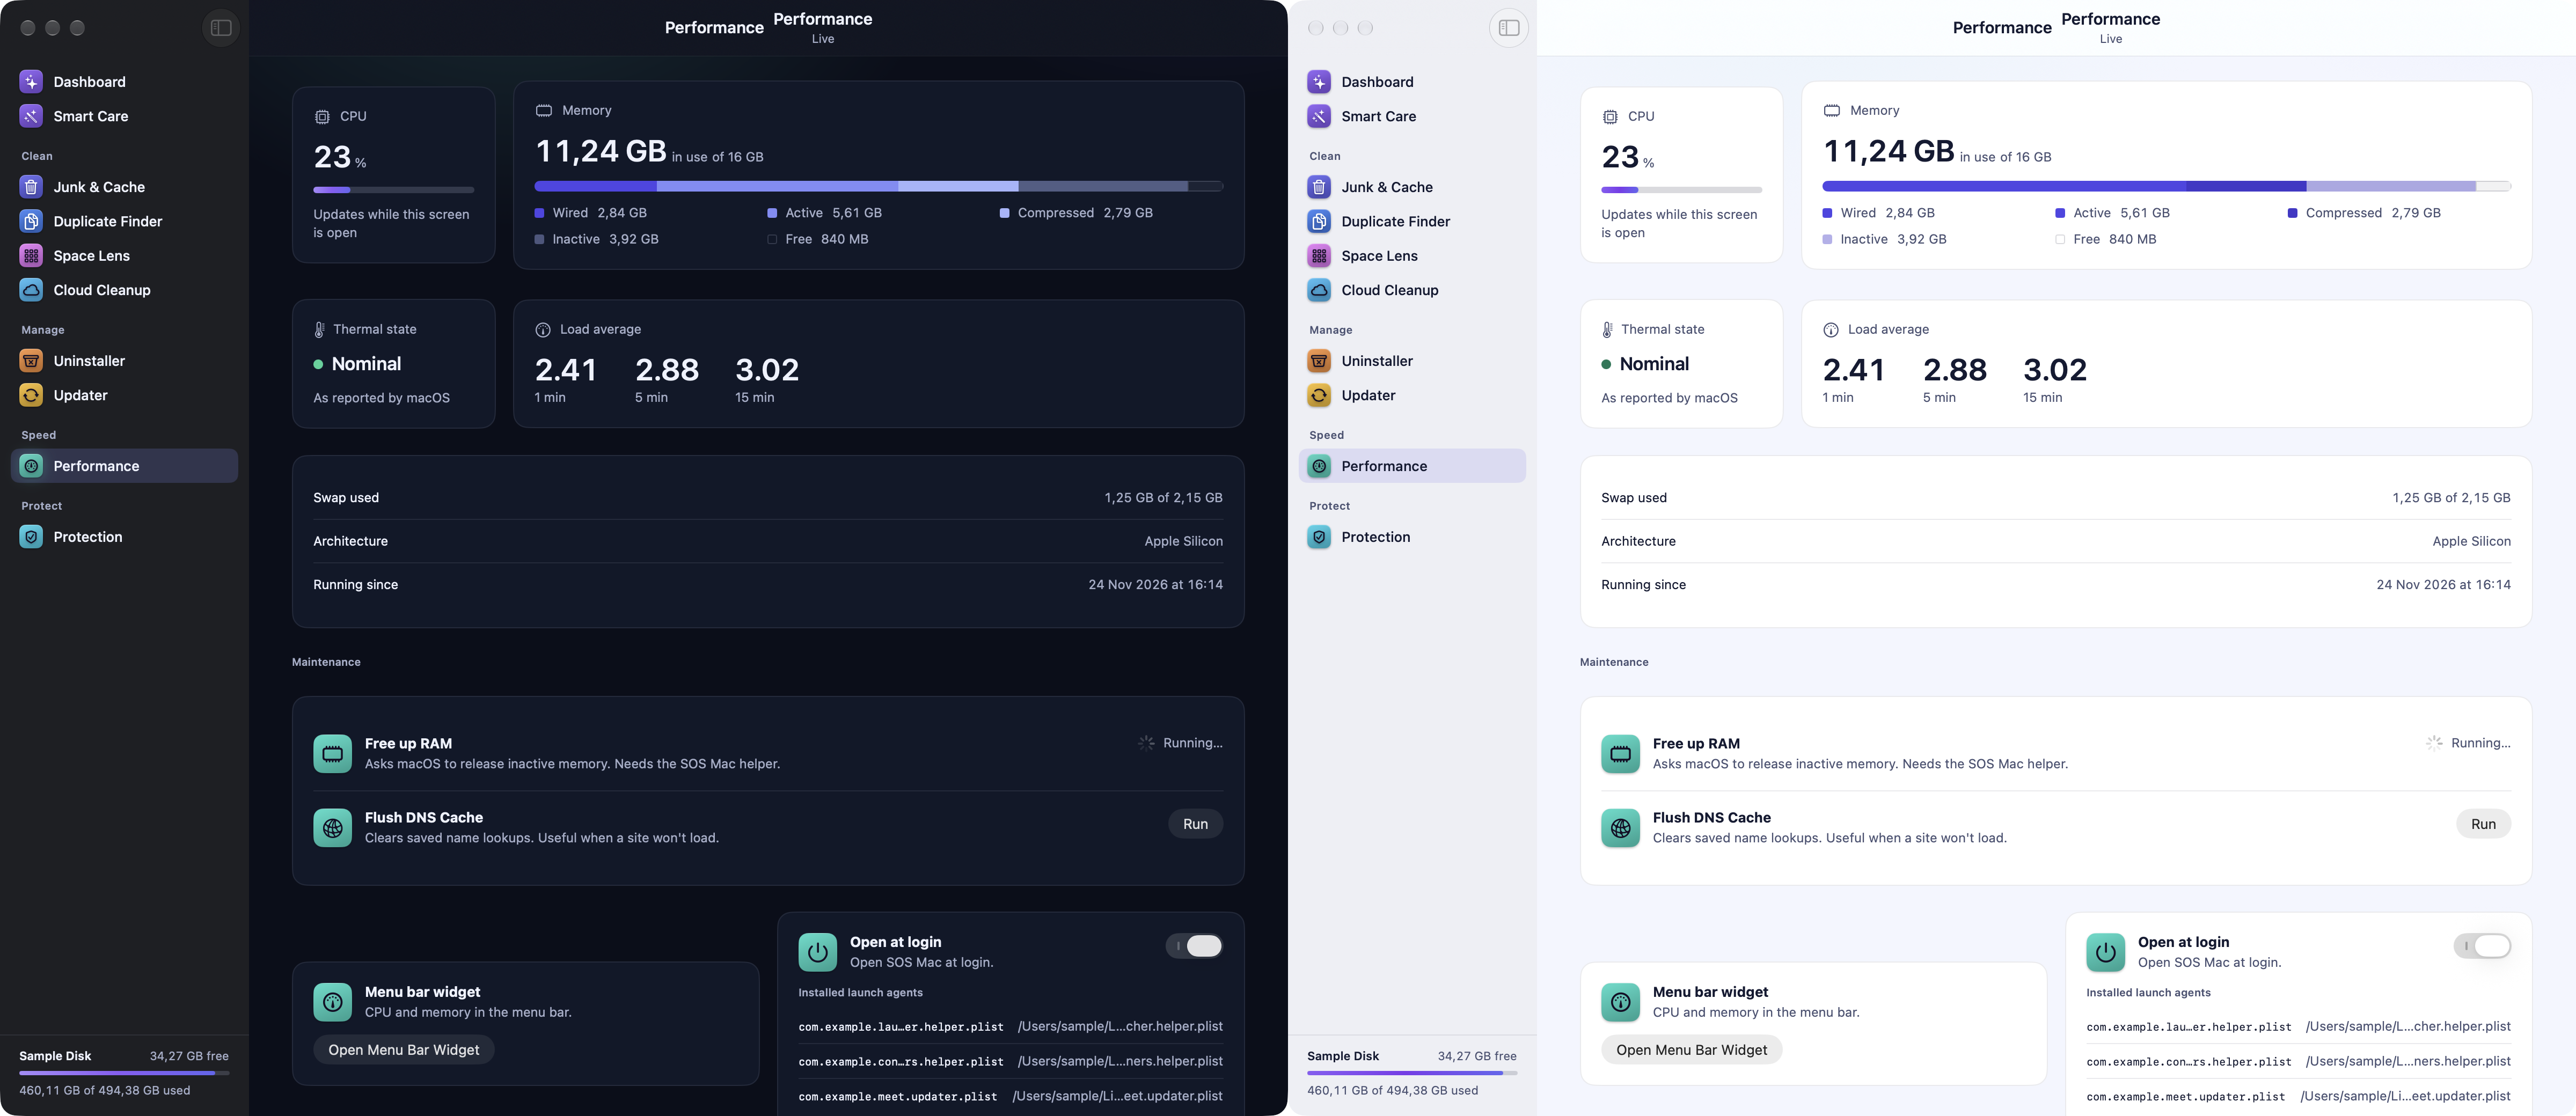 Performance
Performance
Live
Dashboard
Smart Care
Clean
Junk & Cache
Duplicate Finder
Space Lens
Cloud Cleanup
Manage
Uninstaller
Updater
Speed
Performance
Protect
Protection
Sample Disk 34,27 GB free
460,11 GB of 494,38 GB used
CPU
23 %
Updates while this screen
is open
Memory
11,24 GB in use of 16 GB
Wired 2,84 GB Active 5,61 GB Compressed 2,79 GB
Inactive 3,92 GB Free 840 MB
Thermal state
Nominal
As reported by macOS
Load average
2.41 2.88 3.02
1 min 5 min 15 min
Swap used 1,25 GB of 2,15 GB
Architecture Apple Silicon
Running since 24 Nov 2026 at 16:14
Maintenance
Free up RAM
Asks macOS to release inactive memory. Needs the SOS Mac helper.
Running...
Flush DNS Cache
Clears saved name lookups. Useful when a site won't load.
Run
Menu bar widget
CPU and memory in the menu bar.
Open Menu Bar Widget
Open at login
Open SOS Mac at login.
Installed launch agents
com.example.lau…er.helper.plist /Users/sample/L…cher.helper.plist
com.example.con…rs.helper.plist /Users/sample/L…ners.helper.plist
com.example.meet.updater.plist /Users/sample/Li…eet.updater.plist
Performance
Performance
Live
Dashboard
Smart Care
Clean
Junk & Cache
Duplicate Finder
Space Lens
Cloud Cleanup
Manage
Uninstaller
Updater
Speed
Performance
Protect
Protection
Sample Disk 34,27 GB free
460,11 GB of 494,38 GB used
CPU
23 %
Updates while this screen
is open
Memory
11,24 GB in use of 16 GB
Wired 2,84 GB Active 5,61 GB Compressed 2,79 GB
Inactive 3,92 GB Free 840 MB
Thermal state
Nominal
As reported by macOS
Load average
2.41 2.88 3.02
1 min 5 min 15 min
Swap used 1,25 GB of 2,15 GB
Architecture Apple Silicon
Running since 24 Nov 2026 at 16:14
Maintenance
Free up RAM
Asks macOS to release inactive memory. Needs the SOS Mac helper.
Running...
Flush DNS Cache
Clears saved name lookups. Useful when a site won't load.
Run
Menu bar widget
CPU and memory in the menu bar.
Open Menu Bar Widget
Open at login
Open SOS Mac at login.
Installed launch agents
com.example.lau…er.helper.plist /Users/sample/L…cher.helper.plist
com.example.con…rs.helper.plist /Users/sample/L…ners.helper.plist
com.example.meet.updater.plist /Users/sample/Li…eet.updater.plist